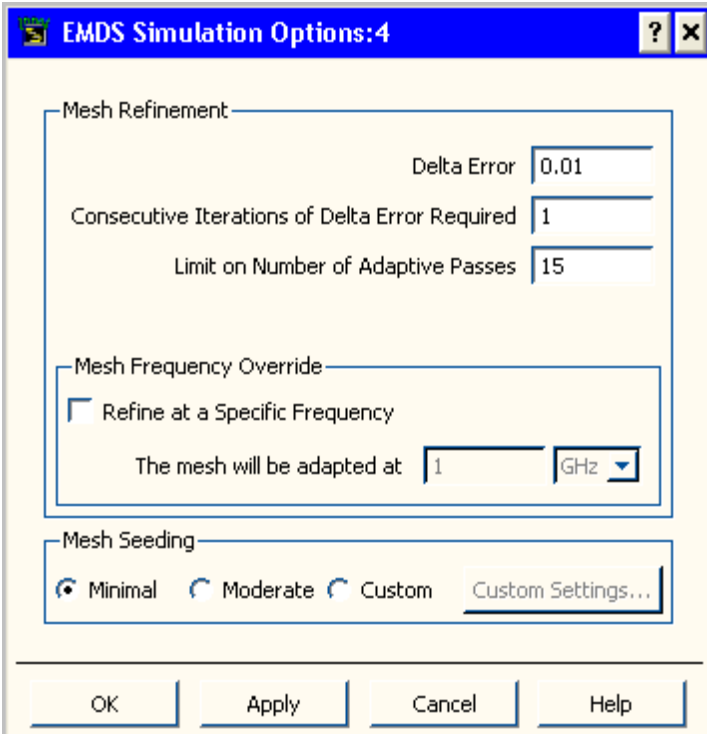 EMDS Simulation Options:4
? ×
Mesh Refinement
Delta Error 0.01
Consecutive Iterations of Delta Error Required 1
Limit on Number of Adaptive Passes 15
Mesh Frequency Override
Refine at a Specific Frequency
The mesh will be adapted at 1 GHz
Mesh Seeding
Minimal Moderate Custom Custom Settings...
OK Apply Cancel Help